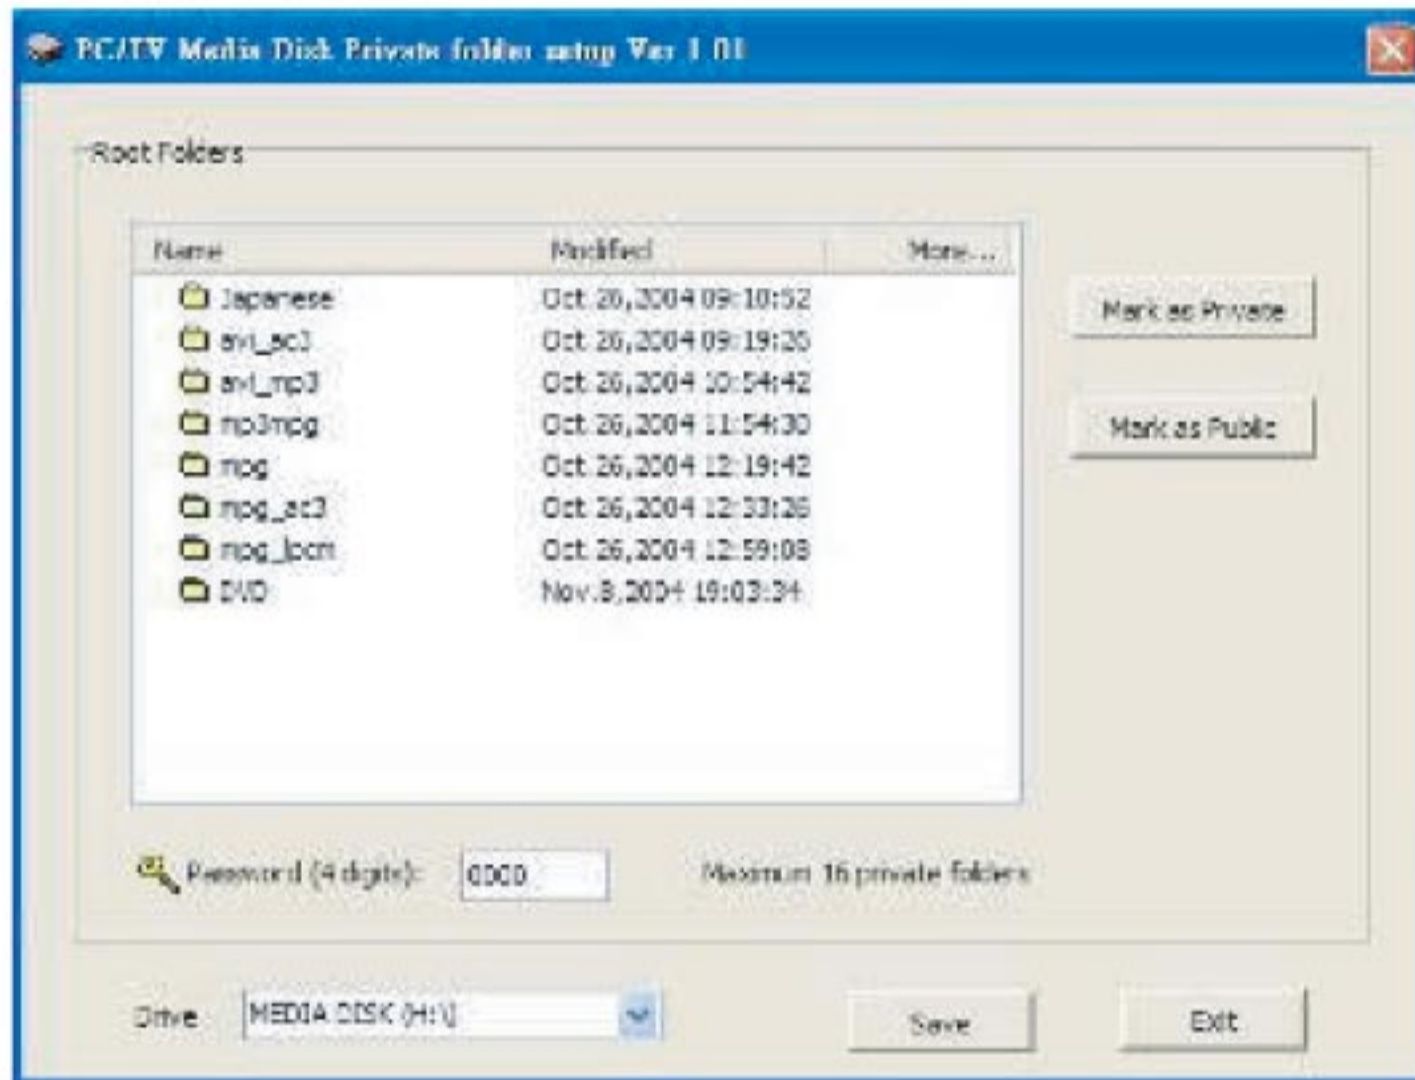 PC/TV Media Disk Private folder setup Ver 1.01
Root Folders
Name Modified More...
Japanese Oct 26,2004 09:10:52
avi_ac3 Oct 26,2004 09:19:26
avi_mp3 Oct 26,2004 10:54:42
mp3mpg Oct 26,2004 11:54:30
mpg Oct 26,2004 12:19:42
mpg_ac3 Oct 26,2004 12:33:26
mpg_lpcm Oct 26,2004 12:59:08
DVD Nov.8,2004 19:03:34
Mark as Private
Mark as Public
Password (4 digits): 0000 Maximum 16 private folders
Drive MEDIA DISK (H:\) Save Exit